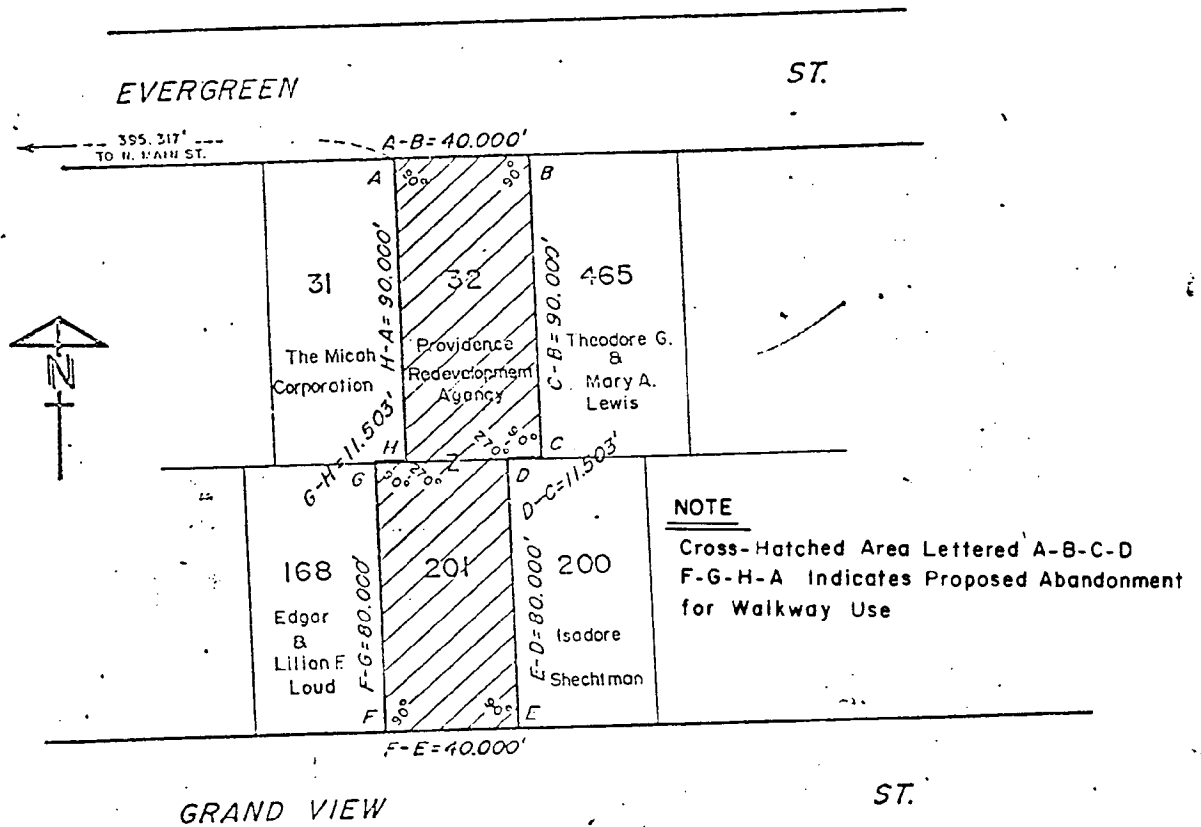 EVERGREEN ST.
395.317'
TO N. MAIN ST.
A-B=40.000'
A
90°
90°
B
31
The Micah
Corporation
H-A=90.000'
32
Providence
Redevelopment
Agency
C-B=90.000'
465
Theodore G.
&
Mary A.
Lewis
N
G-H=11.503'
H
270°
90°
C
Z
G
90°
270°
D
D-C=11.503'
168
Edgar
&
Lillian F.
Loud
F-G=80.000'
201
E-D=80.000'
200
Isadore
Shechtman
F
90°
90°
E
F-E=40.000'
NOTE
Cross-Hatched Area Lettered A-B-C-D
F-G-H-A Indicates Proposed Abandonment
for Walkway Use
GRAND VIEW ST.